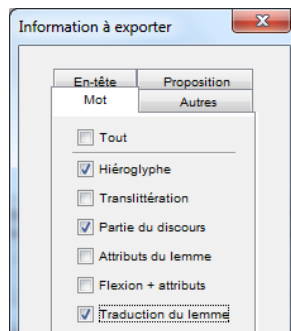 Information à exporter
En-tête Proposition
Mot Autres
Tout
Hiéroglyphe
Translittération
Partie du discours
Attributs du lemme
Flexion + attributs
Traduction du lemme